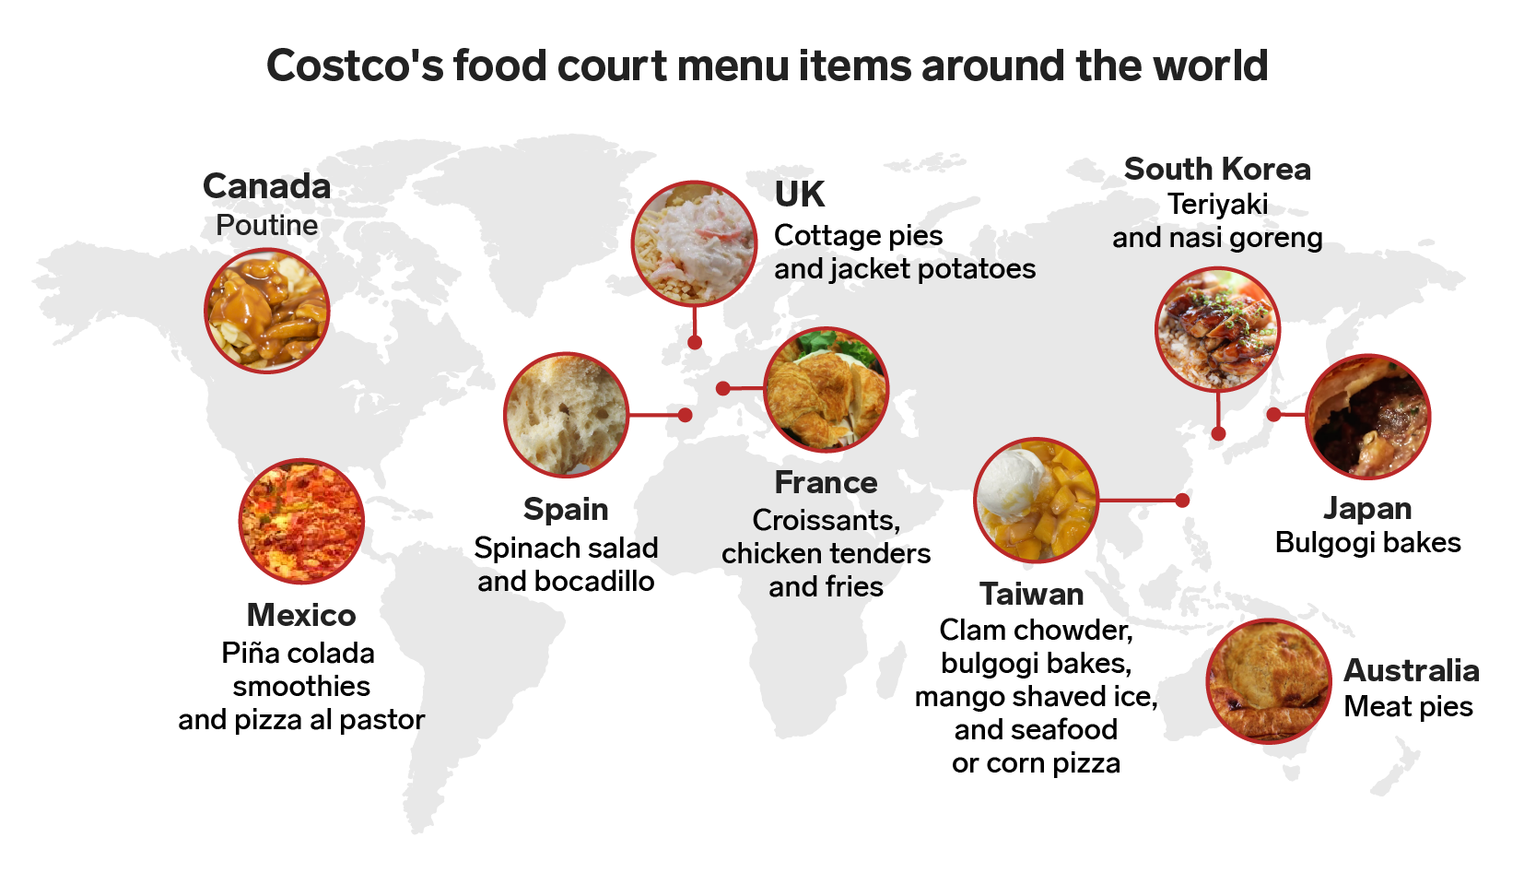 Costco's food court menu items around the world
Canada
Poutine
UK
Cottage pies
and jacket potatoes
South Korea
Teriyaki
and nasi goreng
Spain
Spinach salad
and bocadillo
France
Croissants,
chicken tenders
and fries
Japan
Bulgogi bakes
Mexico
Piña colada
smoothies
and pizza al pastor
Taiwan
Clam chowder,
bulgogi bakes,
mango shaved ice,
and seafood
or corn pizza
Australia
Meat pies